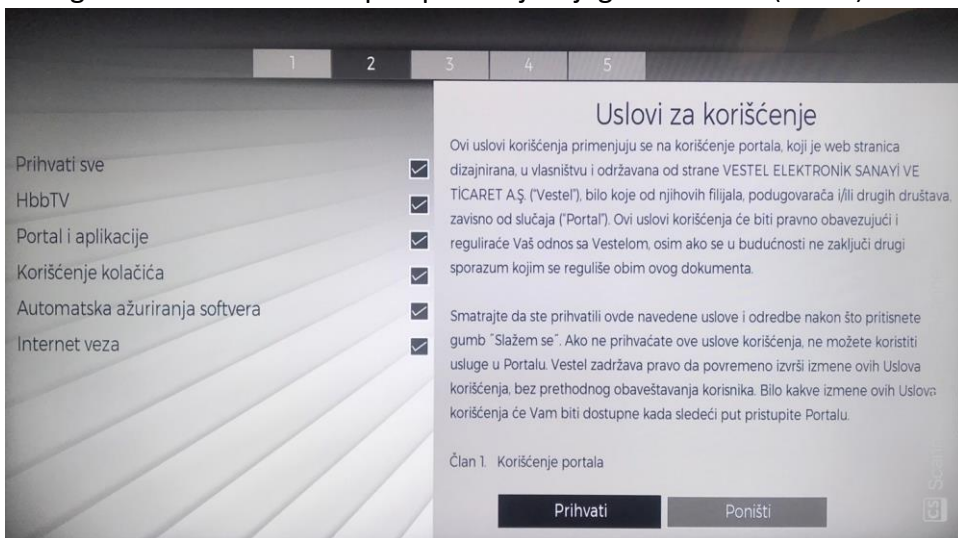 1 2 3 4 5
Prihvati sve
HbbTV
Portal i aplikacije
Korišćenje kolačića
Automatska ažuriranja softvera
Internet veza
Uslovi za korišćenje
Ovi uslovi korišćenja primenjuju se na korišćenje portala, koji je web stranica
dizajnirana, u vlasništvu i održavana od strane VESTEL ELEKTRONİK SANAYİ VE
TİCARET A.Ş. ("Vestel"), bilo koje od njihovih filijala, podugovarača i/ili drugih društava,
zavisno od slučaja ("Portal"). Ovi uslovi korišćenja će biti pravno obavezujući i
reguliraće Vaš odnos sa Vestelom, osim ako se u budućnosti ne zaključi drugi
sporazum kojim se reguliše obim ovog dokumenta.
Smatrajte da ste prihvatili ovde navedene uslove i odredbe nakon što pritisnete
gumb "Slažem se". Ako ne prihvaćate ove uslove korišćenja, ne možete koristiti
usluge u Portalu. Vestel zadržava pravo da povremeno izvrši izmene ovih Uslova
korišćenja, bez prethodnog obaveštavanja korisnika. Bilo kakve izmene ovih Uslova
korišćenja će Vam biti dostupne kada sledeći put pristupite Portalu.
Član 1. Korišćenje portala
Prihvati
Poništi
CS